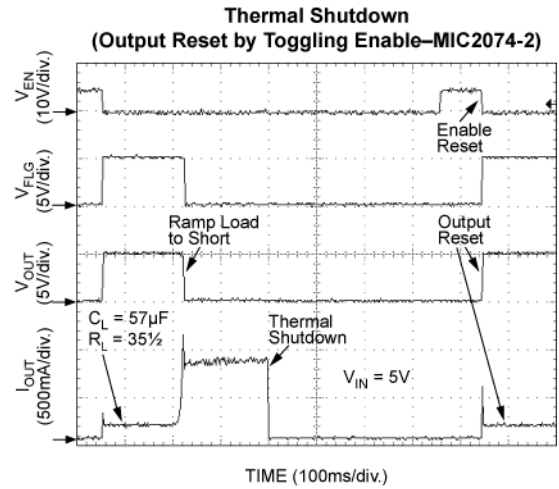 Thermal Shutdown
(Output Reset by Toggling Enable–MIC2074-2)
V_EN
(10V/div.)
Enable
Reset
V_FLG
(5V/div.)
Ramp Load
to Short
Output
Reset
V_OUT
(5V/div.)
C_L = 57µF
R_L = 35½
Thermal
Shutdown
V_IN = 5V
I_OUT
(500mA/div.)
TIME (100ms/div.)